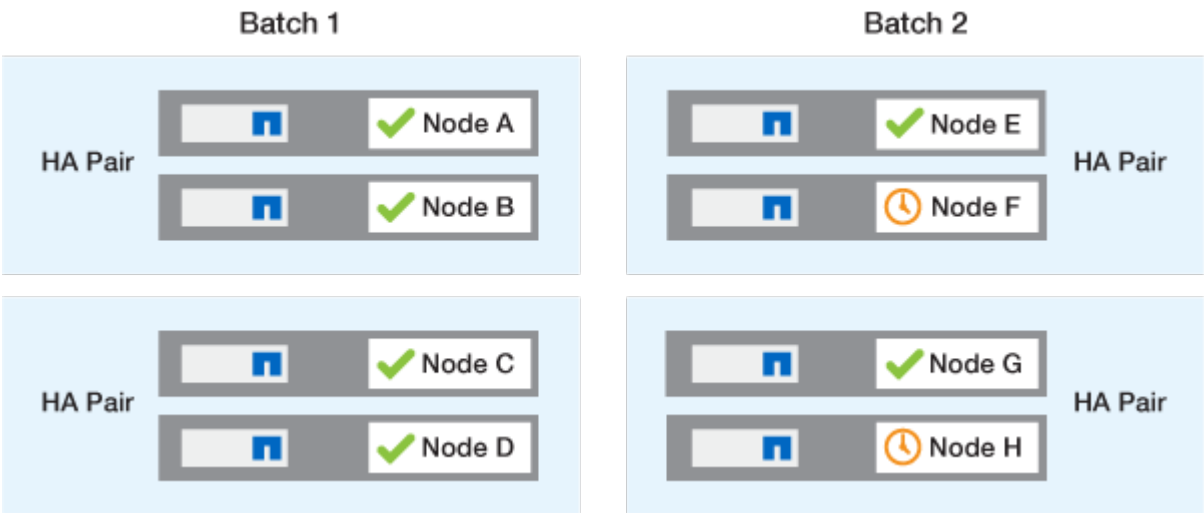 Batch 1
HA Pair
Node A
Node B
HA Pair
Node C
Node D
Batch 2
Node E
Node F
HA Pair
Node G
Node H
HA Pair